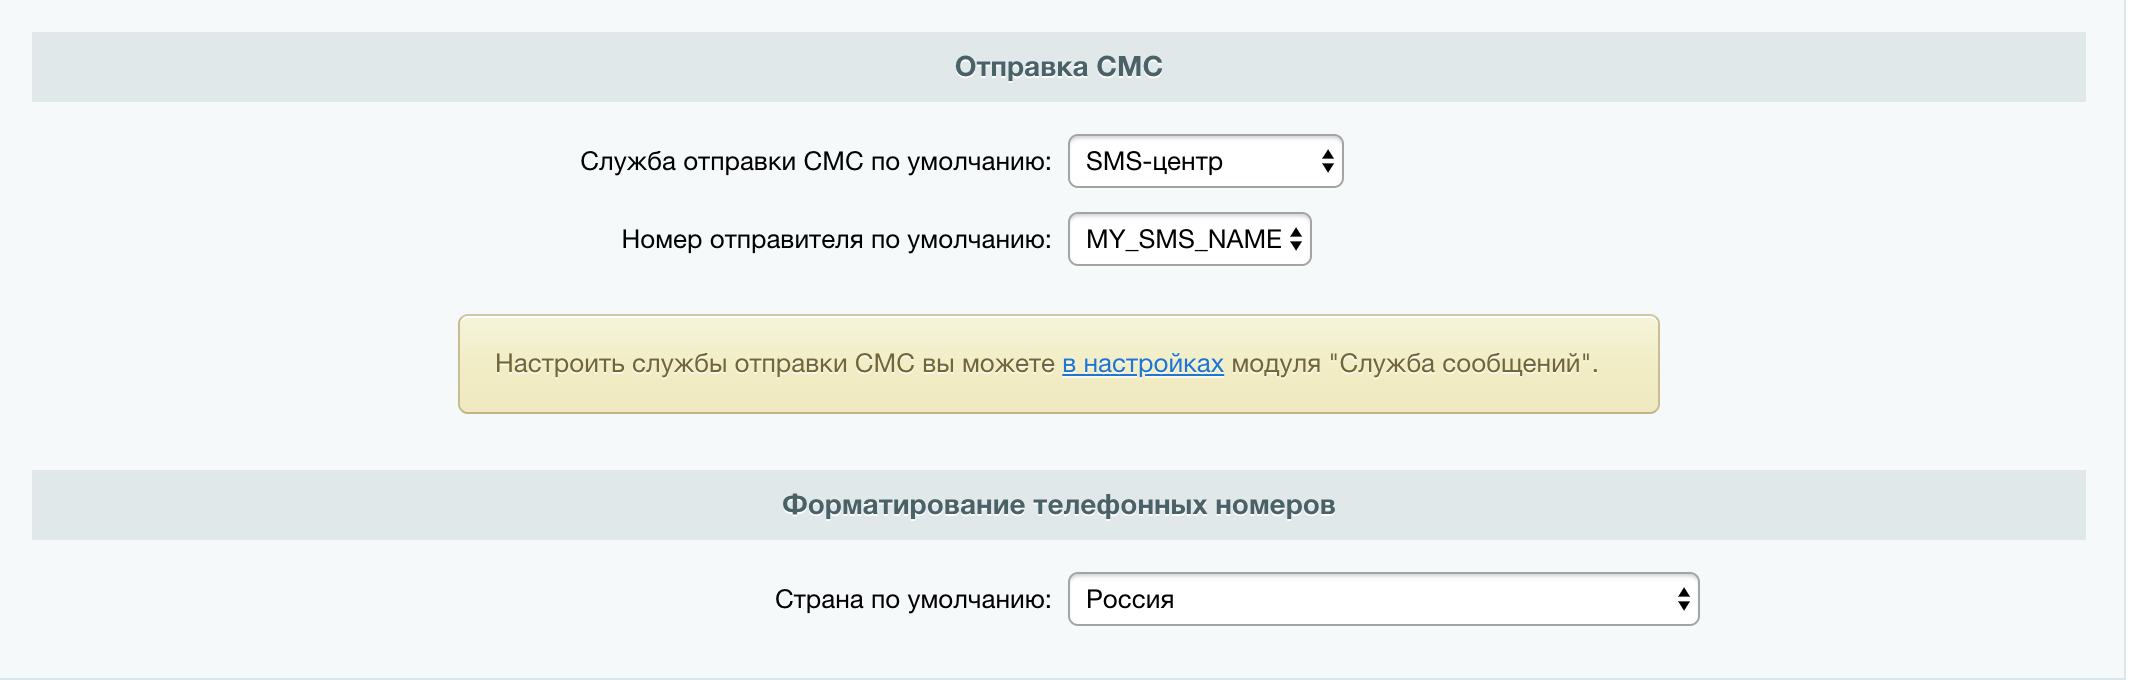 Отправка СМС
Служба отправки СМС по умолчанию: SMS-центр
Номер отправителя по умолчанию: MY_SMS_NAME
Настроить службы отправки СМС вы можете в настройках модуля "Служба сообщений".
Форматирование телефонных номеров
Страна по умолчанию: Россия